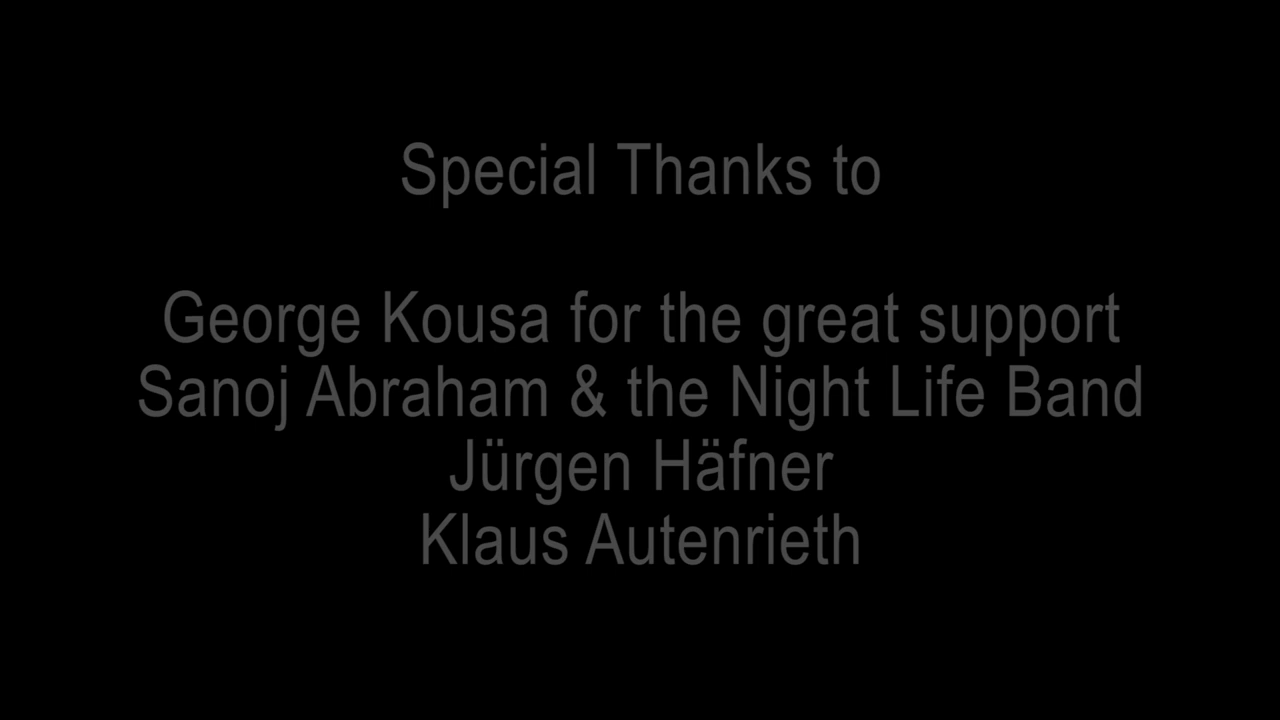 Special Thanks to
George Kousa for the great support
Sanoj Abraham & the Night Life Band
Jürgen Häfner
Klaus Autenrieth